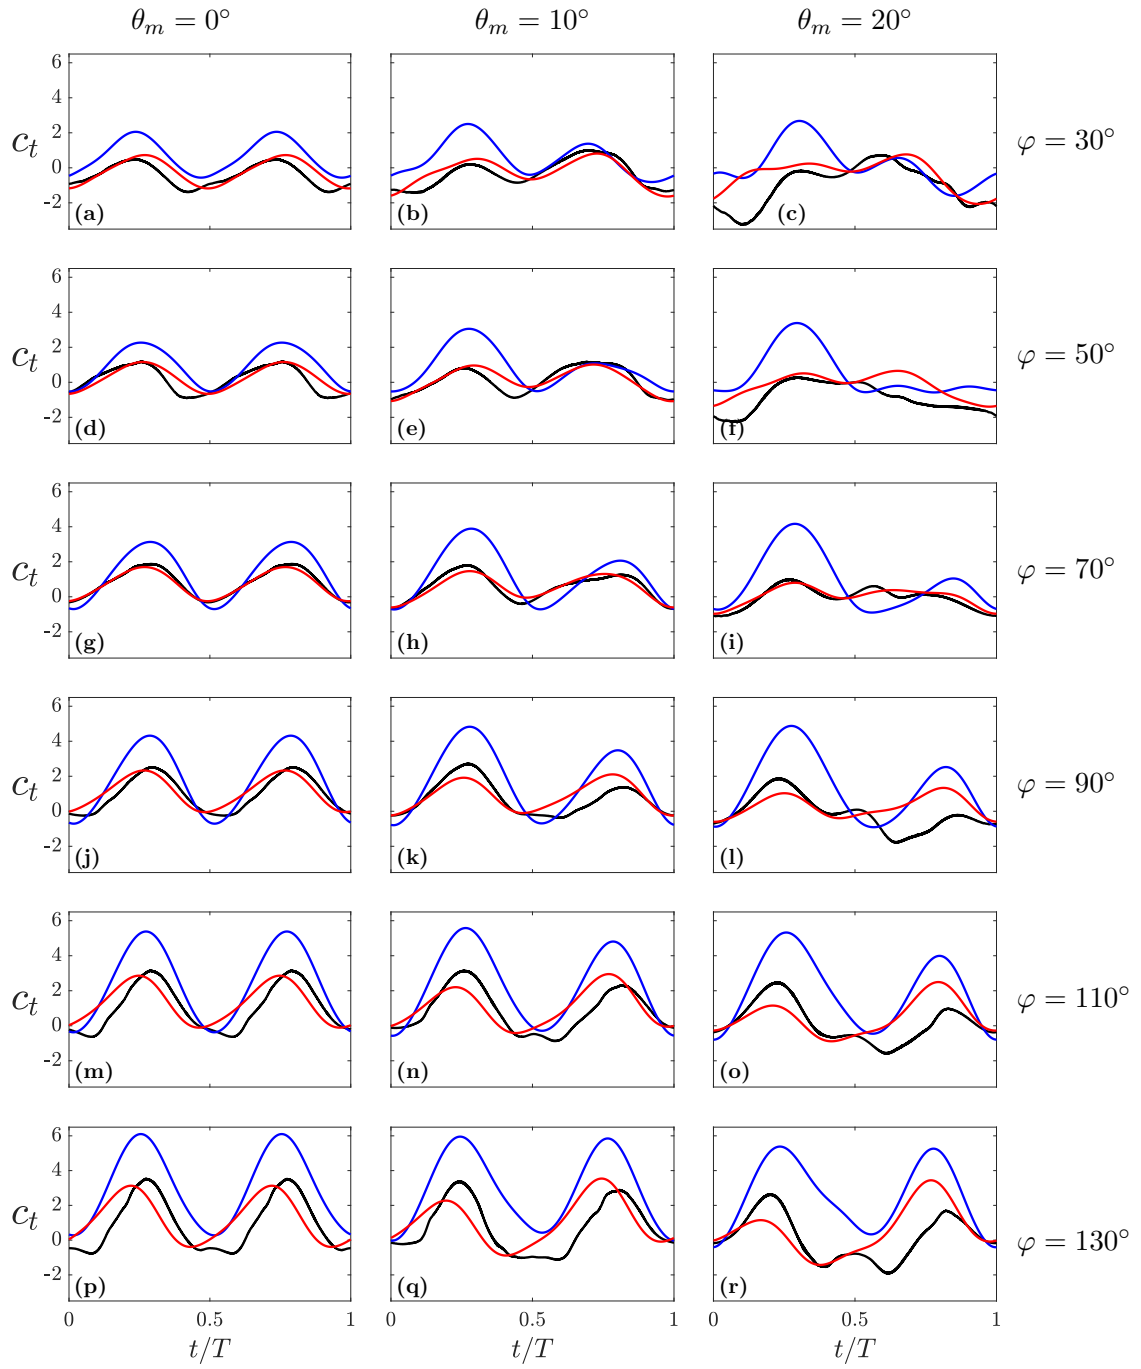 θm = 0° θm = 10° θm = 20°
6
4
2
0
-2
ct
(a) (b) (c)
φ = 30°
6
4
2
0
-2
ct
(d) (e) (f)
φ = 50°
6
4
2
0
-2
ct
(g) (h) (i)
φ = 70°
6
4
2
0
-2
ct
(j) (k) (l)
φ = 90°
6
4
2
0
-2
ct
(m) (n) (o)
φ = 110°
6
4
2
0
-2
ct
(p) (q) (r)
φ = 130°
0 0.5 1 0 0.5 1 0 0.5 1
t/T t/T t/T